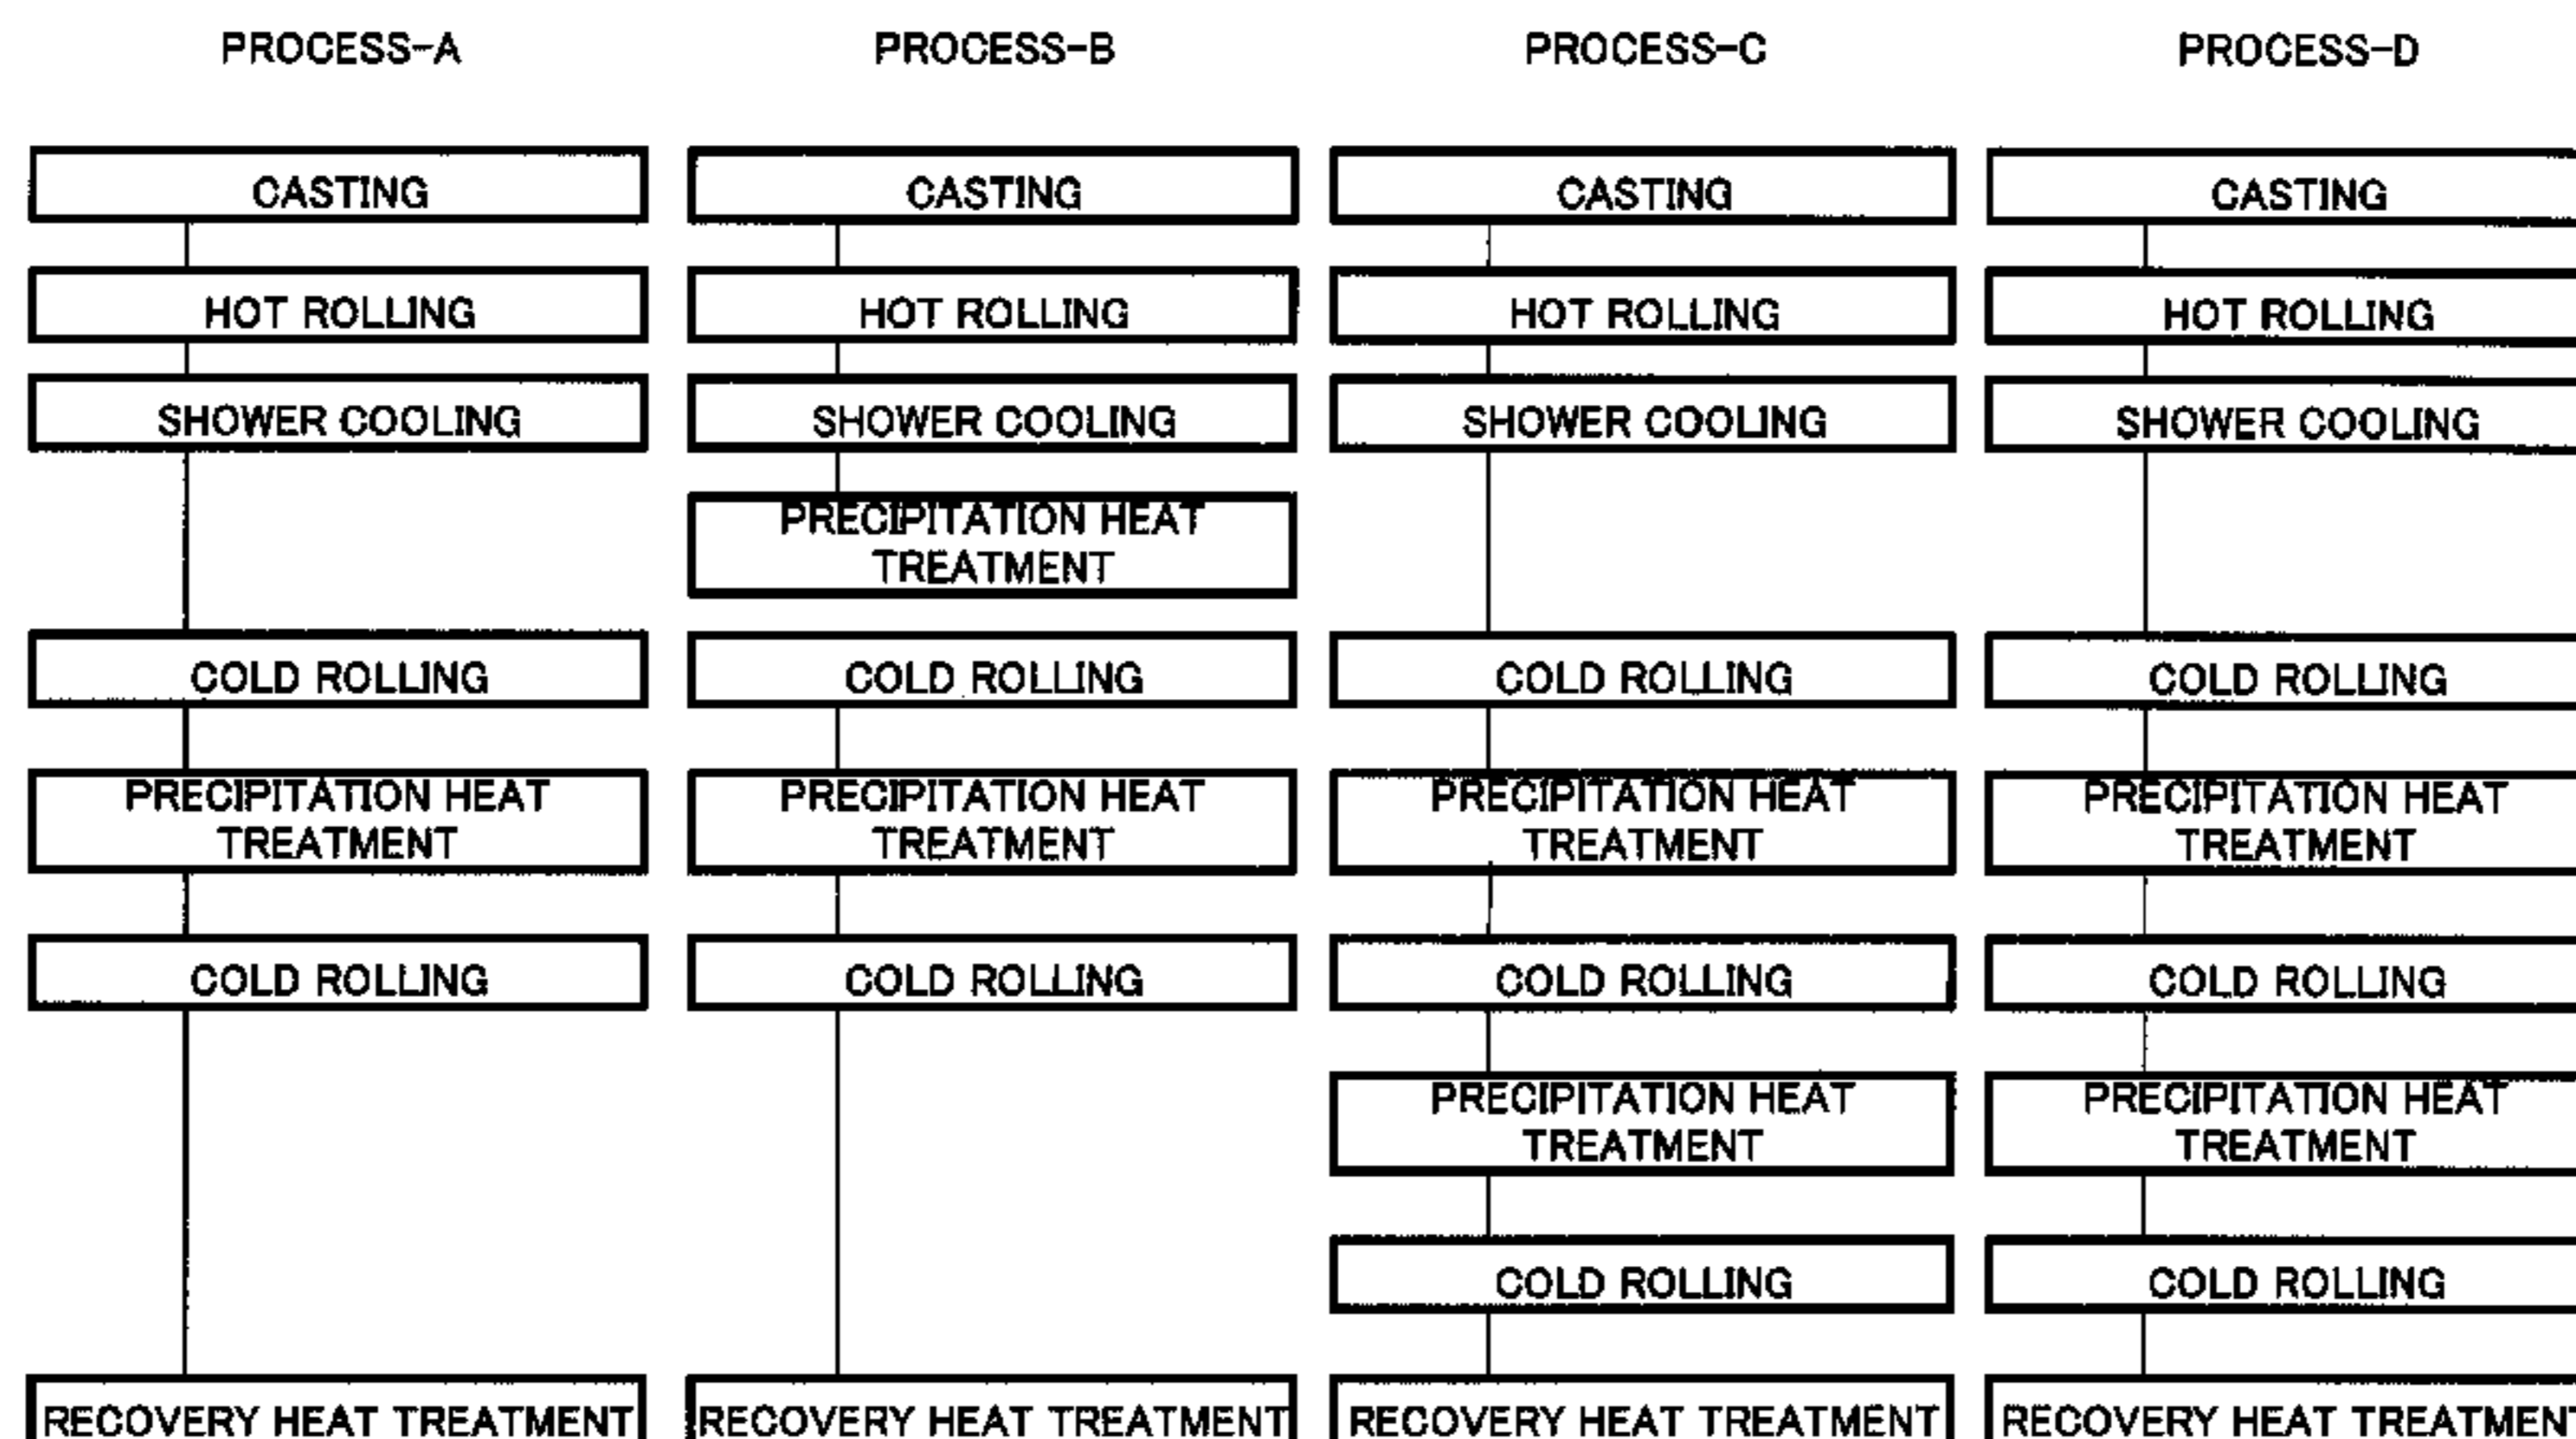 PROCESS-A
CASTING
HOT ROLLING
SHOWER COOLING
COLD ROLLING
PRECIPITATION HEAT
TREATMENT
COLD ROLLING
RECOVERY HEAT TREATMENT
PROCESS-B
CASTING
HOT ROLLING
SHOWER COOLING
PRECIPITATION HEAT
TREATMENT
COLD ROLLING
PRECIPITATION HEAT
TREATMENT
COLD ROLLING
RECOVERY HEAT TREATMENT
PROCESS-C
CASTING
HOT ROLLING
SHOWER COOLING
COLD ROLLING
PRECIPITATION HEAT
TREATMENT
COLD ROLLING
PRECIPITATION HEAT
TREATMENT
COLD ROLLING
RECOVERY HEAT TREATMENT
PROCESS-D
CASTING
HOT ROLLING
SHOWER COOLING
COLD ROLLING
PRECIPITATION HEAT
TREATMENT
COLD ROLLING
PRECIPITATION HEAT
TREATMENT
COLD ROLLING
RECOVERY HEAT TREATMENT